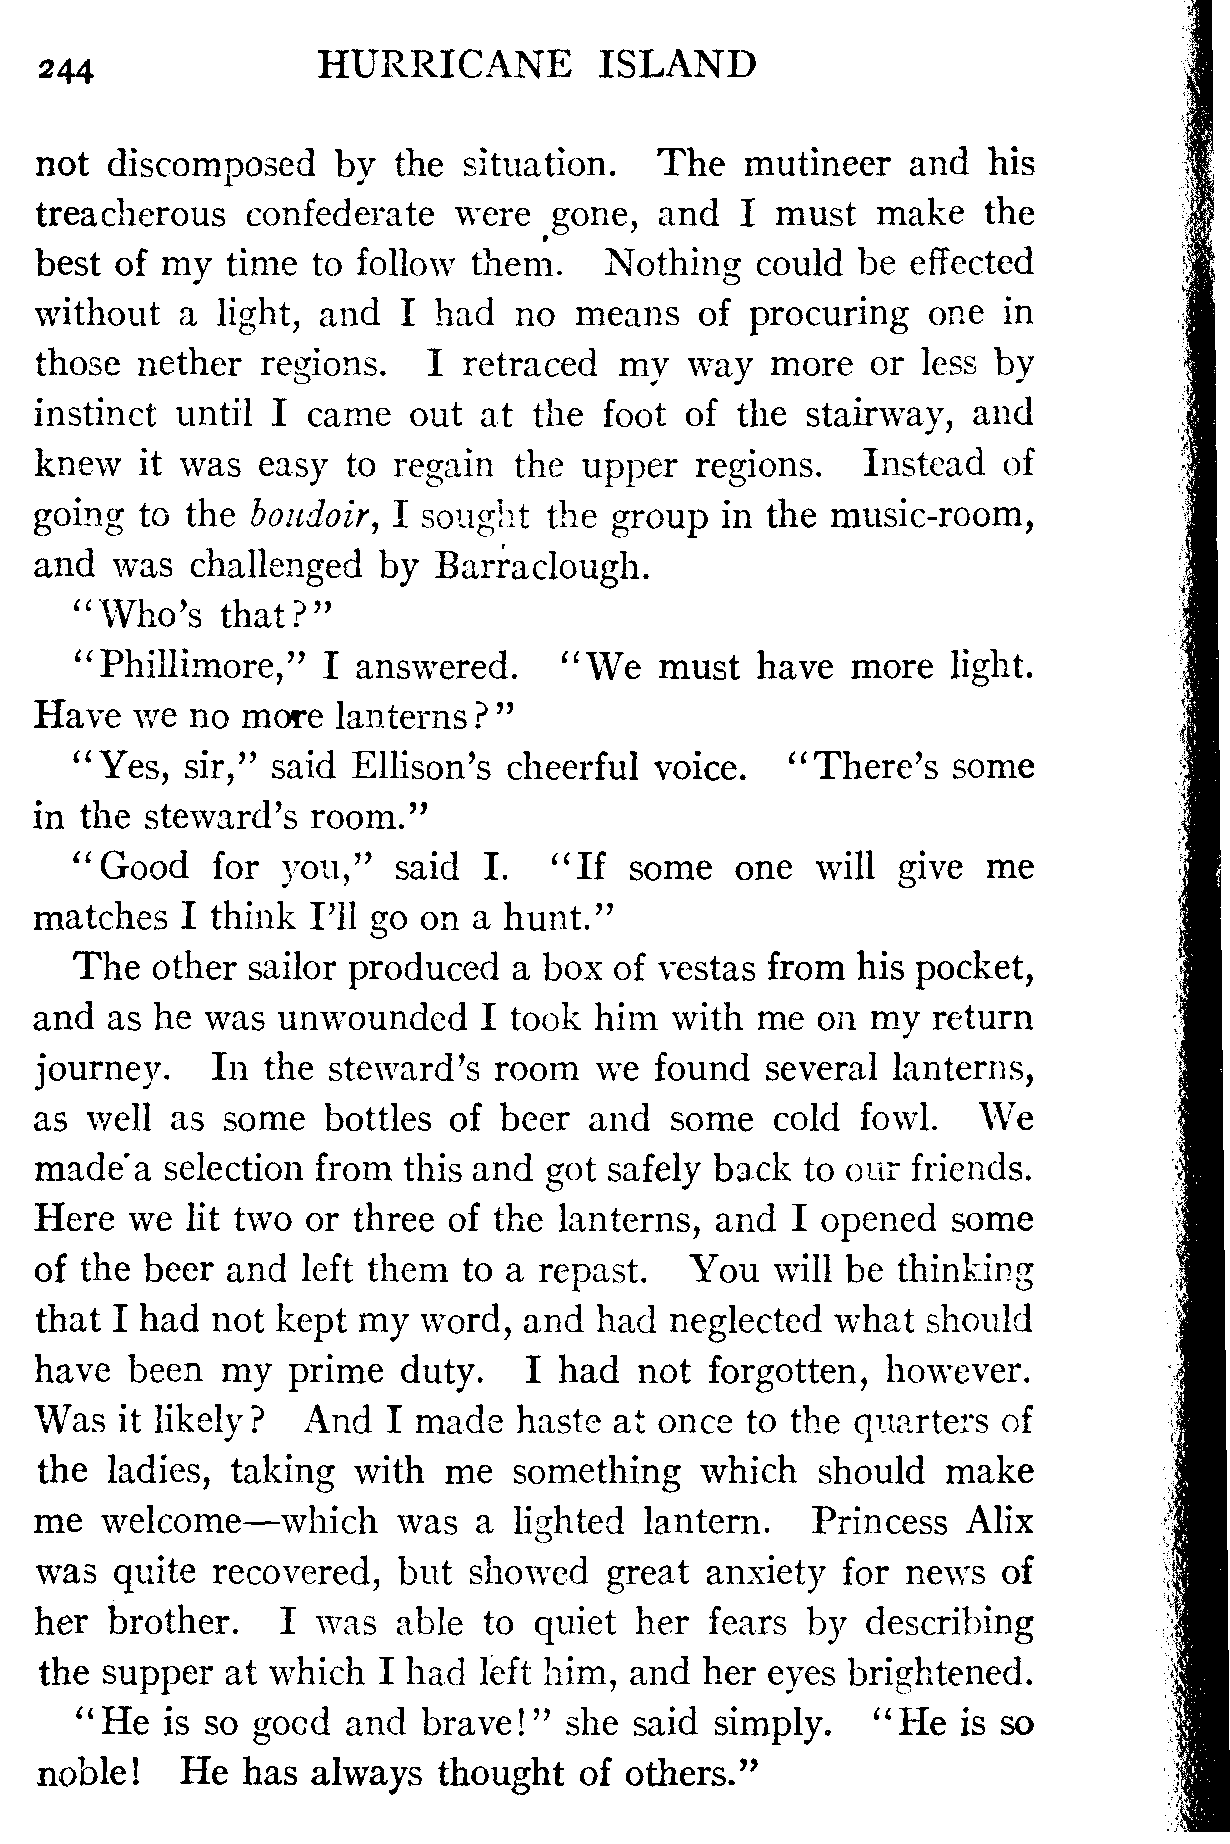 244 HURRICANE ISLAND
not discomposed by the situation. The mutineer and his
treacherous confederate were gone, and I must make the
best of my time to follow them. Nothing could be effected
without a light, and I had no means of procuring one in
those nether regions. I retraced my way more or less by
instinct until I came out at the foot of the stairway, and
knew it was easy to regain the upper regions. Instead of
going to the boudoir, I sought the group in the music-room,
and was challenged by Barraclough.
"Who's that?"
"Phillimore," I answered. "We must have more light.
Have we no more lanterns?"
"Yes, sir," said Ellison's cheerful voice. "There's some
in the steward's room."
"Good for you," said I. "If some one will give me
matches I think I'll go on a hunt."
The other sailor produced a box of vestas from his pocket,
and as he was unwounded I took him with me on my return
journey. In the steward's room we found several lanterns,
as well as some bottles of beer and some cold fowl. We
made a selection from this and got safely back to our friends.
Here we lit two or three of the lanterns, and I opened some
of the beer and left them to a repast. You will be thinking
that I had not kept my word, and had neglected what should
have been my prime duty. I had not forgotten, however.
Was it likely? And I made haste at once to the quarters of
the ladies, taking with me something which should make
me welcome—which was a lighted lantern. Princess Alix
was quite recovered, but showed great anxiety for news of
her brother. I was able to quiet her fears by describing
the supper at which I had left him, and her eyes brightened.
"He is so good and brave!" she said simply. "He is so
noble! He has always thought of others."